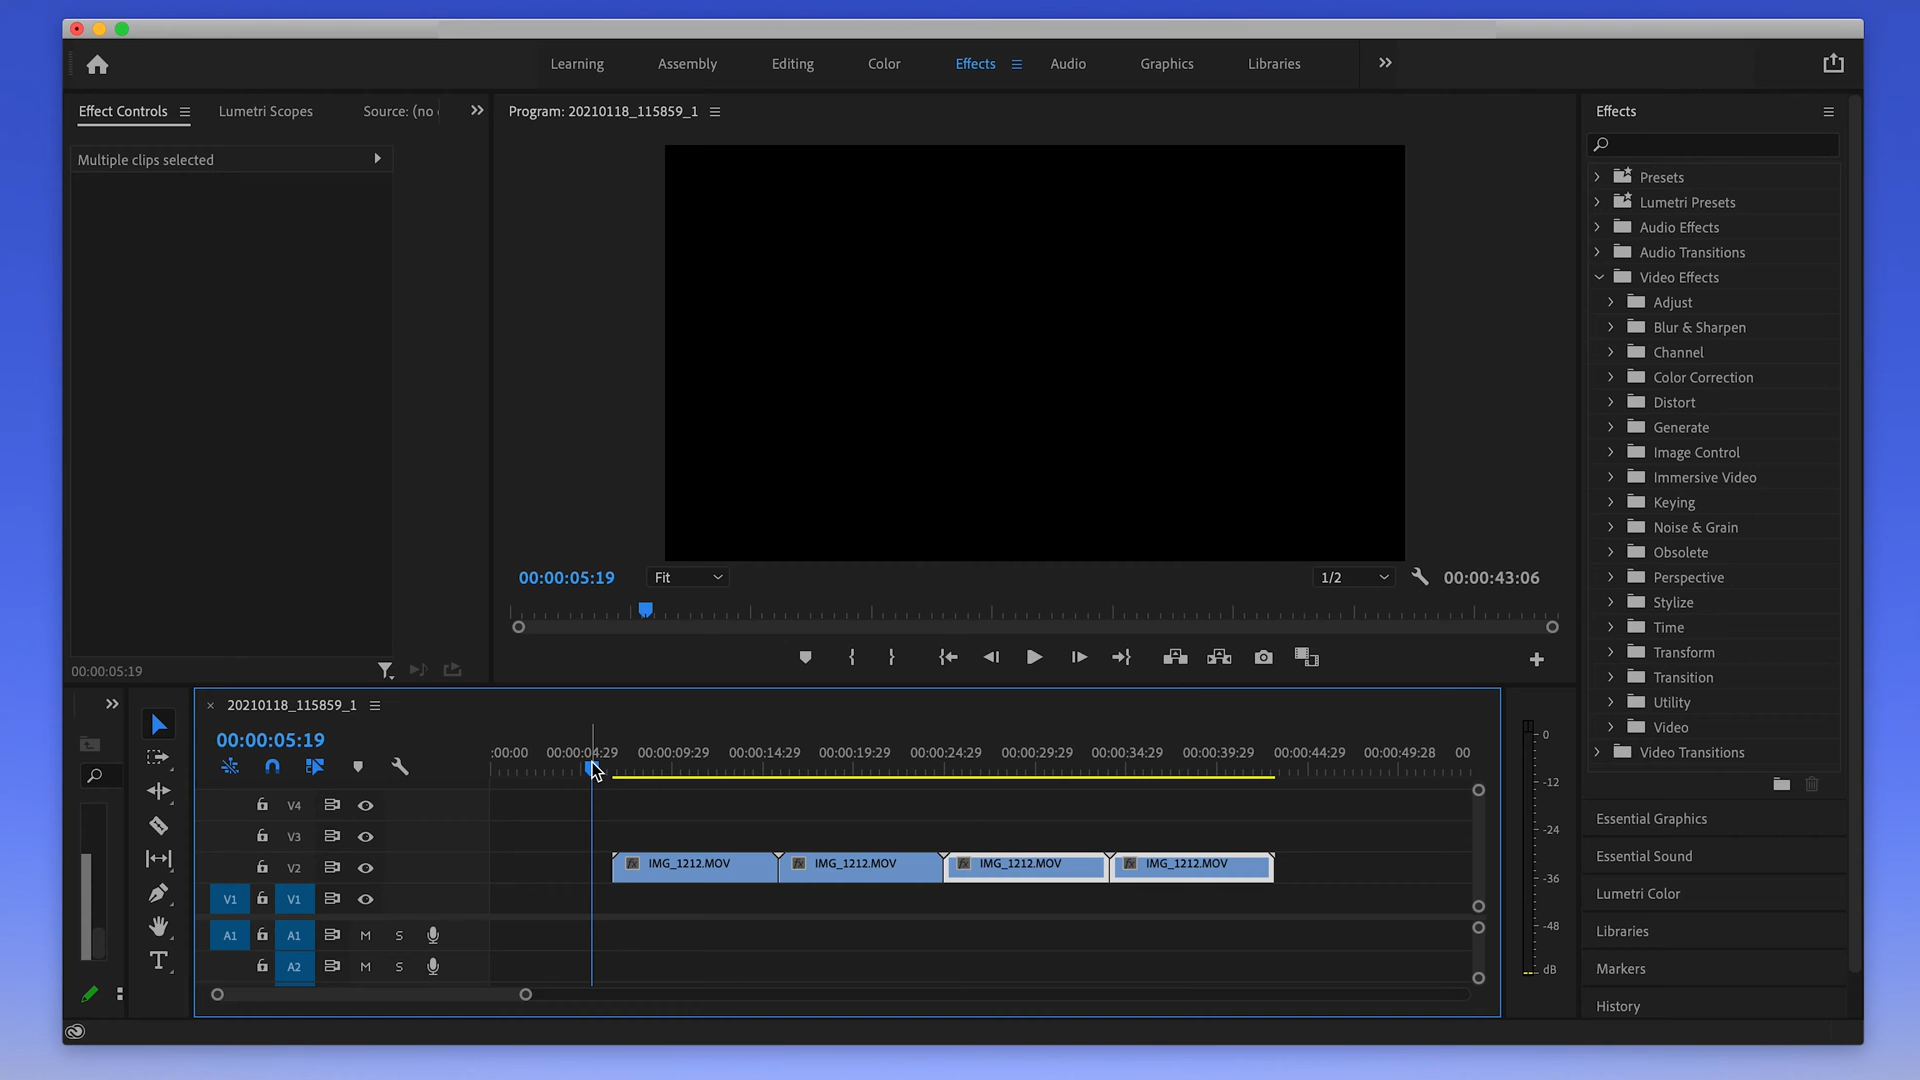 Learning Assembly Editing Color Effects Audio Graphics Libraries
Effect Controls Lumetri Scopes Source: (no
Multiple clips selected
00:00:05:19
Program: 20210118_115859_1
00:00:05:19 Fit 1/2 00:00:43:06
Effects
Presets
Lumetri Presets
Audio Effects
Audio Transitions
Video Effects
Adjust
Blur & Sharpen
Channel
Color Correction
Distort
Generate
Image Control
Immersive Video
Keying
Noise & Grain
Obsolete
Perspective
Stylize
Time
Transform
Transition
Utility
Video
Video Transitions
Essential Graphics
Essential Sound
Lumetri Color
Libraries
Markers
History
20210118_115859_1
00:00:05:19
:00:00 00:00:04:29 00:00:09:29 00:00:14:29 00:00:19:29 00:00:24:29 00:00:29:29 00:00:34:29 00:00:39:29 00:00:44:29 00:00:49:28 00
V4
V3
V2 IMG_1212.MOV IMG_1212.MOV IMG_1212.MOV IMG_1212.MOV
V1 V1
A1 A1 M S
A2 M S
0
-12
-24
-36
-48
dB